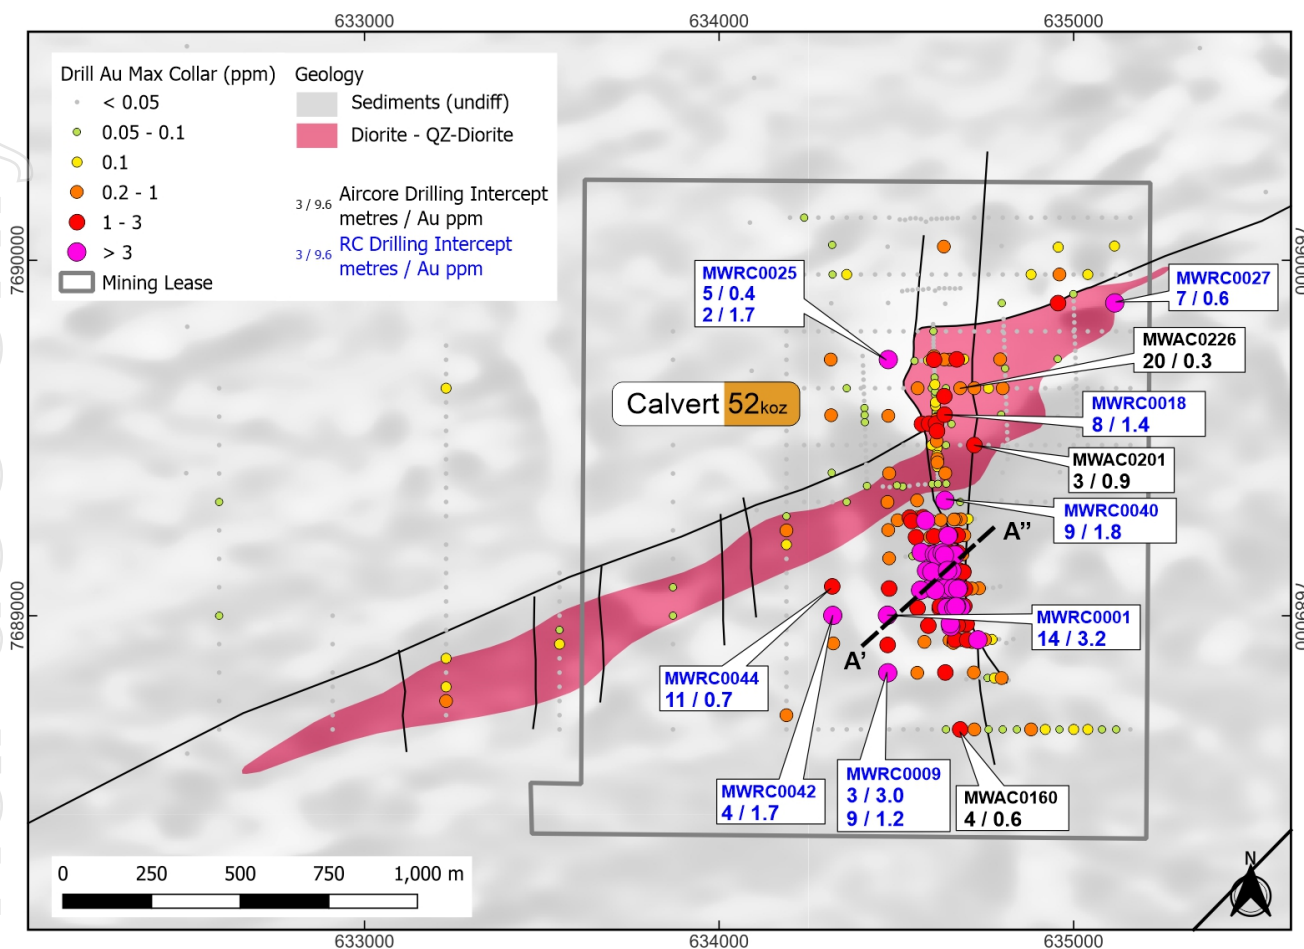 633000
634000
635000
Drill Au Max Collar (ppm)
< 0.05
0.05 - 0.1
0.1
0.2 - 1
1 - 3
> 3
Mining Lease
Geology
Sediments (undiff)
Diorite - QZ-Diorite
3 / 9.6 Aircore Drilling Intercept
metres / Au ppm
3 / 9.6 RC Drilling Intercept
metres / Au ppm
7690000
7690000
MWRC0025
5 / 0.4
2 / 1.7
MWRC0027
7 / 0.6
MWAC0226
20 / 0.3
Calvert 52koz
MWRC0018
8 / 1.4
MWAC0201
3 / 0.9
MWRC0040
9 / 1.8
A''
7689000
7689000
MWRC0001
14 / 3.2
A'
MWRC0044
11 / 0.7
MWRC0042
4 / 1.7
MWRC0009
3 / 3.0
9 / 1.2
MWAC0160
4 / 0.6
0 250 500 750 1,000 m
N
633000
634000
635000